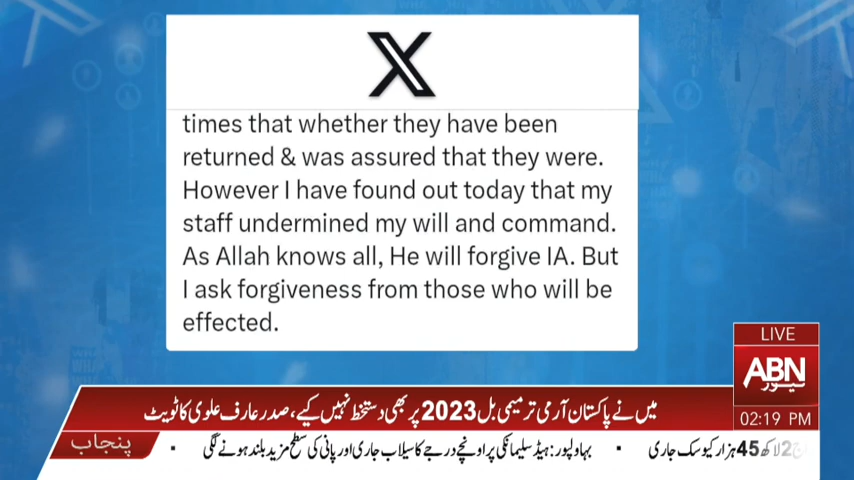 times that whether they have been
returned & was assured that they were.
However I have found out today that my
staff undermined my will and command.
As Allah knows all, He will forgive IA. But
I ask forgiveness from those who will be
effected.
LIVE
ABN
نیوز
02:19 PM
میں نے پاکستان آرمی ترمیمی بل 2023 پر بھی دستخط نہیں کیے، صدر عارف علوی کا ٹویٹ
پنجاب
2 لاکھ 45 ہزار کیوسک جاری ▪ بہاولپور: ہیڈ سلیمانکی پر اونچے درجے کا سیلاب جاری اور پانی کی سطح مزید بلند ہونے لگی ▪